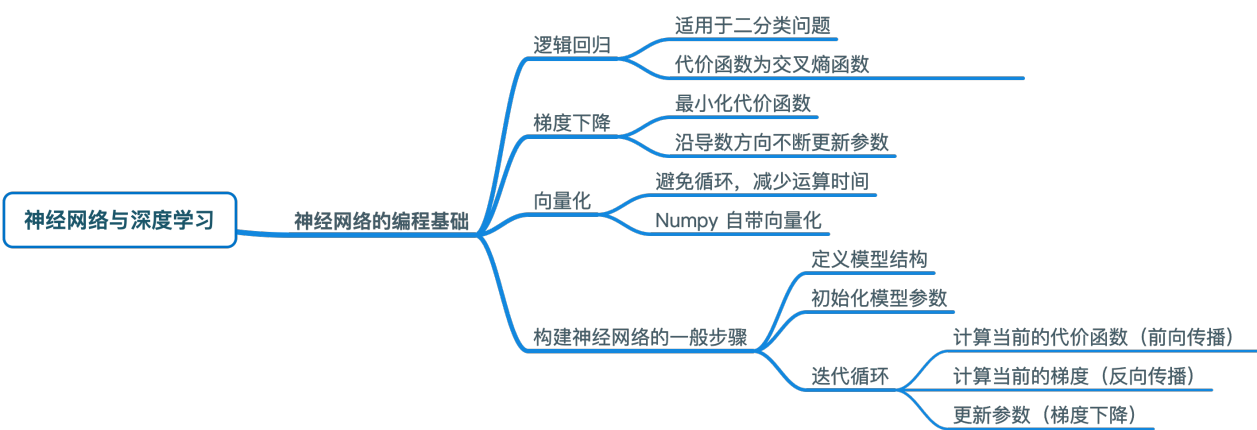 神经网络与深度学习
神经网络的编程基础
逻辑回归
适用于二分类问题
代价函数为交叉熵函数
梯度下降
最小化代价函数
沿导数方向不断更新参数
向量化
避免循环，减少运算时间
Numpy 自带向量化
构建神经网络的一般步骤
定义模型结构
初始化模型参数
迭代循环
计算当前的代价函数（前向传播）
计算当前的梯度（反向传播）
更新参数（梯度下降）